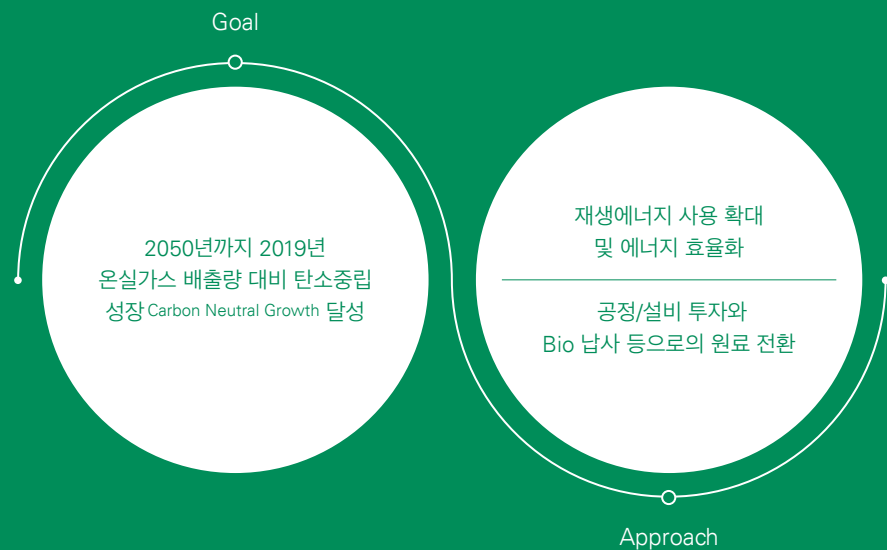 Goal
2050년까지 2019년
온실가스 배출량 대비 탄소중립
성장 Carbon Neutral Growth 달성
재생에너지 사용 확대
및 에너지 효율화
공정/설비 투자와
Bio 납사 등으로의 원료 전환
Approach